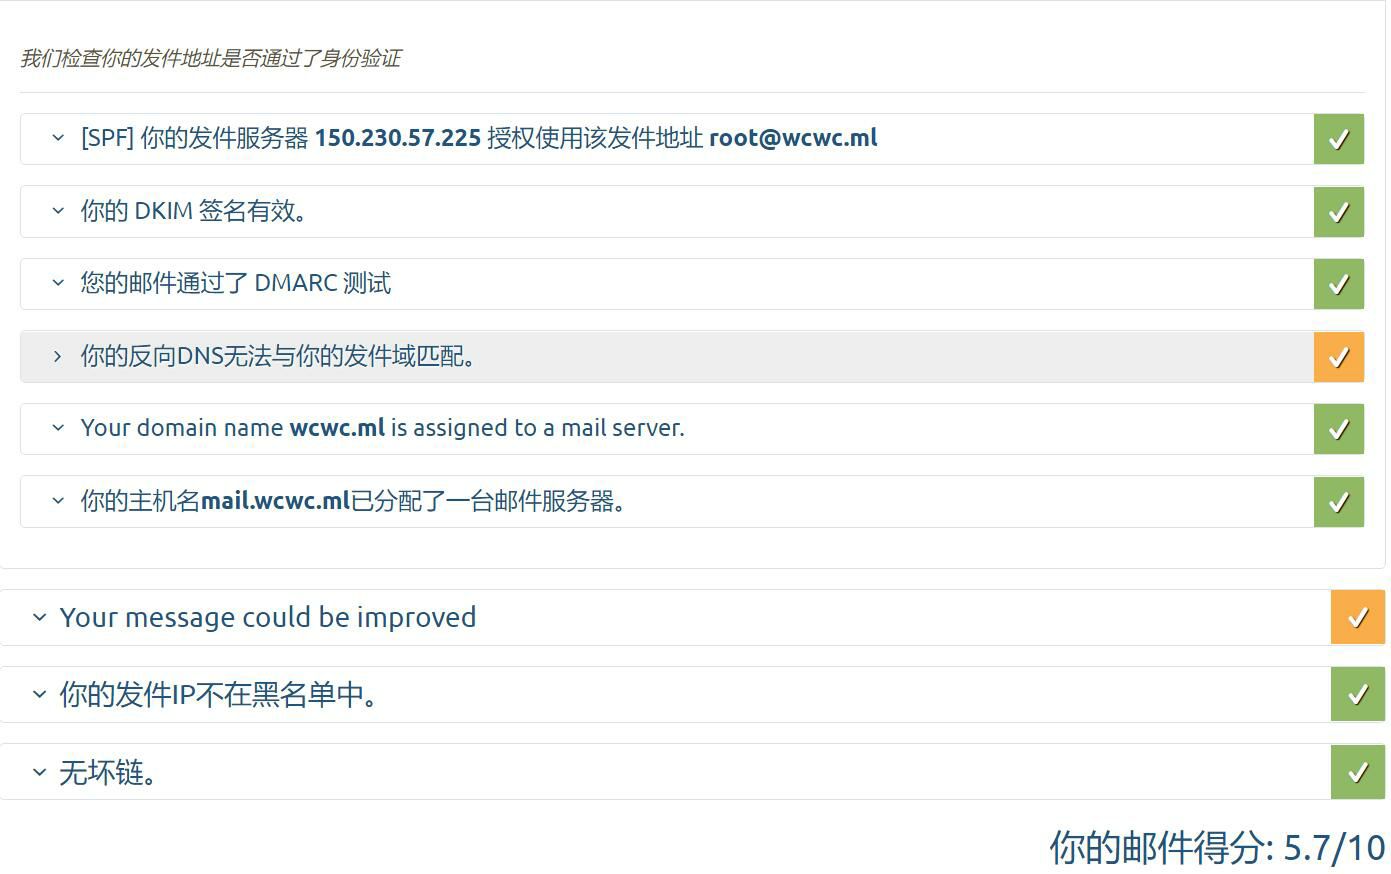 我们检查你的发件地址是否通过了身份验证
[SPF] 你的发件服务器 150.230.57.225 授权使用该发件地址 root@wcwc.ml
你的 DKIM 签名有效。
您的邮件通过了 DMARC 测试
你的反向DNS无法与你的发件域匹配。
Your domain name wcwc.ml is assigned to a mail server.
你的主机名mail.wcwc.ml已分配了一台邮件服务器。
Your message could be improved
你的发件IP不在黑名单中。
无坏链。
你的邮件得分: 5.7/10